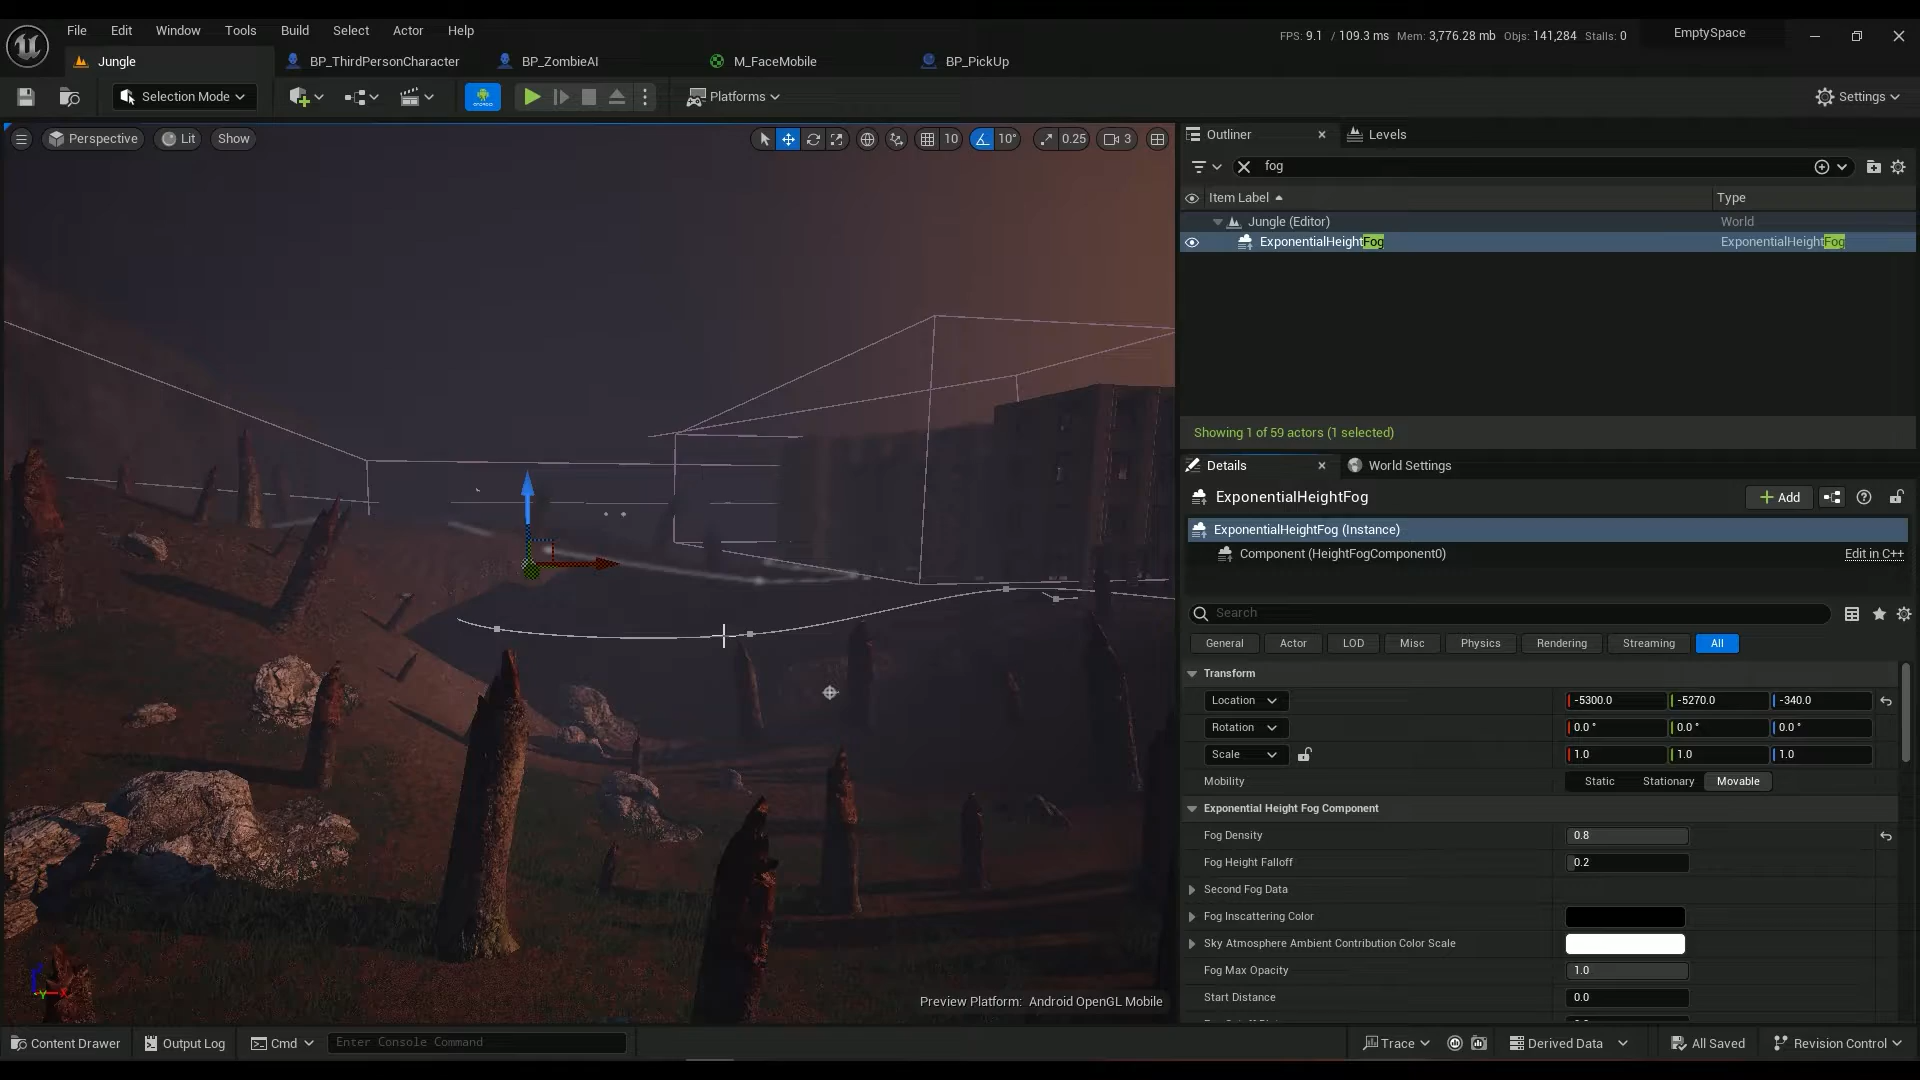 File Edit Window Tools Build Select Actor Help
FPS: 9.1 / 109.3 ms Mem: 3,776.28 mb Objs: 141,284 Stalls: 0
EmptySpace
Jungle
BP_ThirdPersonCharacter
BP_ZombieAI
M_FaceMobile
BP_PickUp
Selection Mode
Platforms
Settings
Perspective
Lit
Show
10
10°
0.25
3
Outliner
Levels
fog
Item Label
Type
Jungle (Editor)
World
ExponentialHeightFog
ExponentialHeightFog
Showing 1 of 59 actors (1 selected)
Details
World Settings
ExponentialHeightFog
Add
ExponentialHeightFog (Instance)
Component (HeightFogComponent0)
Edit in C++
Search
General
Actor
LOD
Misc
Physics
Rendering
Streaming
All
Transform
Location
-5300.0
-5270.0
-340.0
Rotation
0.0 °
0.0 °
0.0 °
Scale
1.0
1.0
1.0
Mobility
Static
Stationary
Movable
Exponential Height Fog Component
Fog Density
0.8
Fog Height Falloff
0.2
Second Fog Data
Fog Inscattering Color
Sky Atmosphere Ambient Contribution Color Scale
Fog Max Opacity
1.0
Start Distance
0.0
Preview Platform: Android OpenGL Mobile
Content Drawer
Output Log
Cmd
Enter Console Command
Trace
Derived Data
All Saved
Revision Control